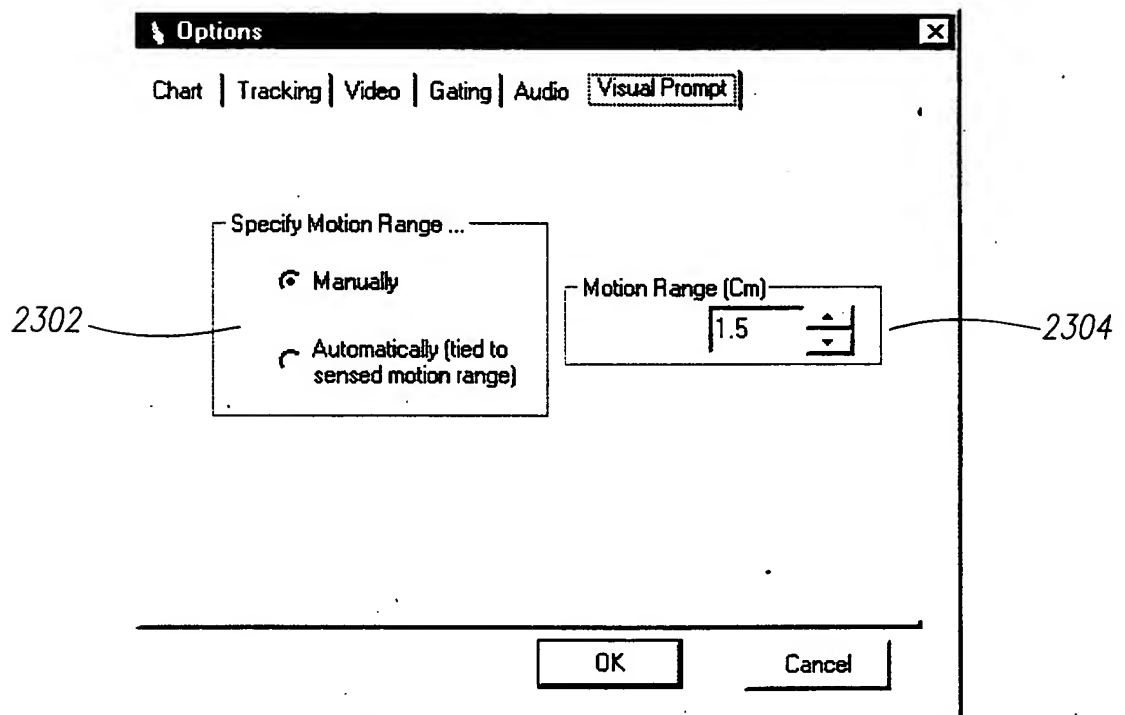 Options
Chart Tracking Video Gating Audio Visual Prompt
Specify Motion Range ...
Manually
Motion Range (Cm)
2302
1.5
2304
Automatically (tied to
sensed motion range)
OK Cancel